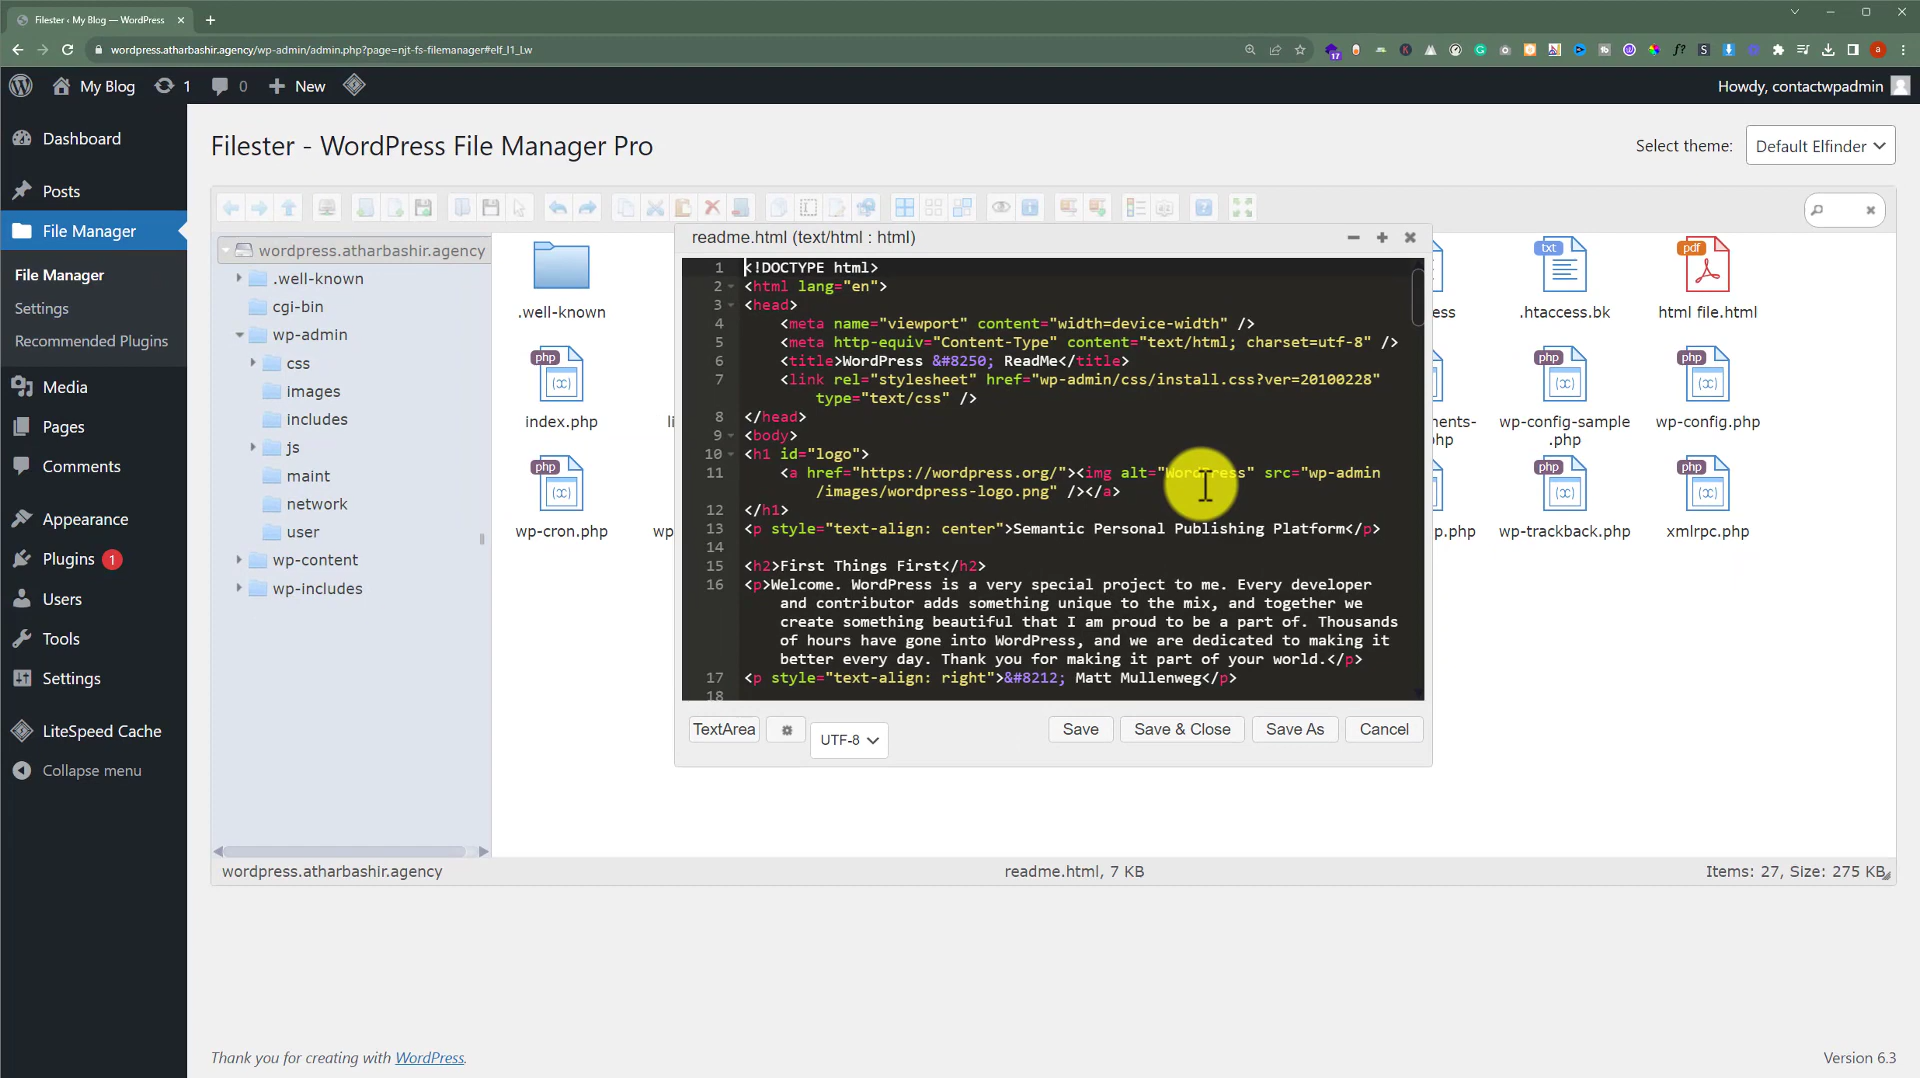 Filester ‹ My Blog — WordPress
wordpress.atharbashir.agency/wp-admin/admin.php?page=njt-fs-filemanager#elf_l1_Lw
17
My Blog
1
0
New
Howdy, contactwpadmin
Dashboard
Posts
File Manager
File Manager
Settings
Recommended Plugins
Media
Pages
Comments
Appearance
Plugins 1
Users
Tools
Settings
LiteSpeed Cache
Collapse menu
Filester - WordPress File Manager Pro
Select theme:
Default Elfinder
wordpress.atharbashir.agency
.well-known
cgi-bin
wp-admin
css
images
includes
js
maint
network
user
wp-content
wp-includes
.well-known
index.php
wp-cron.php
readme.html (text/html : html)
1 <!DOCTYPE html>
2 <html lang="en">
3 <head>
4 <meta name="viewport" content="width=device-width" />
5 <meta http-equiv="Content-Type" content="text/html; charset=utf-8" />
6 <title>WordPress &#8250; ReadMe</title>
7 <link rel="stylesheet" href="wp-admin/css/install.css?ver=20100228"
type="text/css" />
8 </head>
9 <body>
10 <h1 id="logo">
11 <a href="https://wordpress.org/"><img alt="WordPress" src="wp-admin
/images/wordpress-logo.png" /></a>
12 </h1>
13 <p style="text-align: center">Semantic Personal Publishing Platform</p>
14
15 <h2>First Things First</h2>
16 <p>Welcome. WordPress is a very special project to me. Every developer
and contributor adds something unique to the mix, and together we
create something beautiful that I am proud to be a part of. Thousands
of hours have gone into WordPress, and we are dedicated to making it
better every day. Thank you for making it part of your world.</p>
17 <p style="text-align: right">&#8212; Matt Mullenweg</p>
18
TextArea
UTF-8
Save
Save & Close
Save As
Cancel
txt
.htaccess.bk
pdf
html file.html
php
wp-config-sample
.php
php
wp-config.php
php
wp-trackback.php
php
xmlrpc.php
wordpress.atharbashir.agency
readme.html, 7 KB
Items: 27, Size: 275 KB
Thank you for creating with WordPress.
Version 6.3